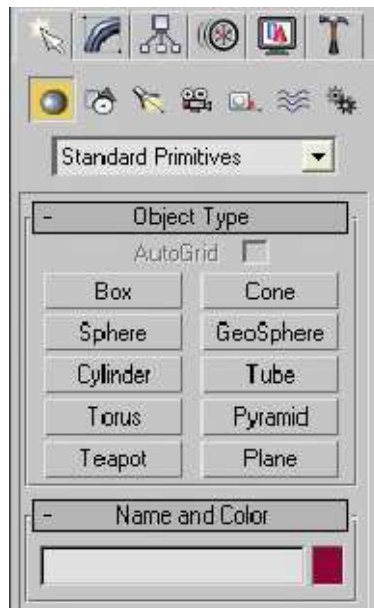 Standard Primitives
- Object Type
AutoGrid
Box Cone
Sphere GeoSphere
Cylinder Tube
Torus Pyramid
Teapot Plane
- Name and Color